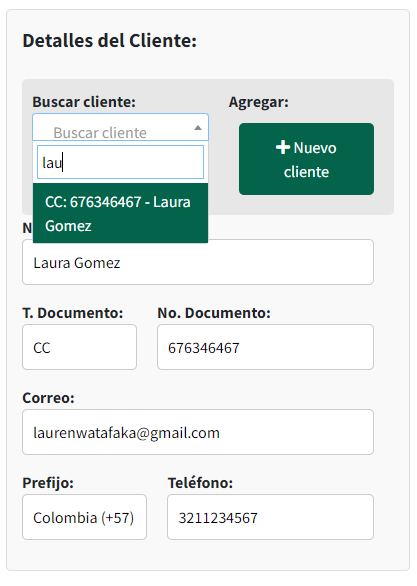 Detalles del Cliente:
Buscar cliente:
Agregar:
Buscar cliente
Nuevo
cliente
lau
CC: 676346467 - Laura
Gomez
Laura Gomez
T. Documento:
No. Documento:
CC
676346467
Correo:
laurenwatafaka@gmail.com
Prefijo:
Teléfono:
Colombia (+57)
3211234567